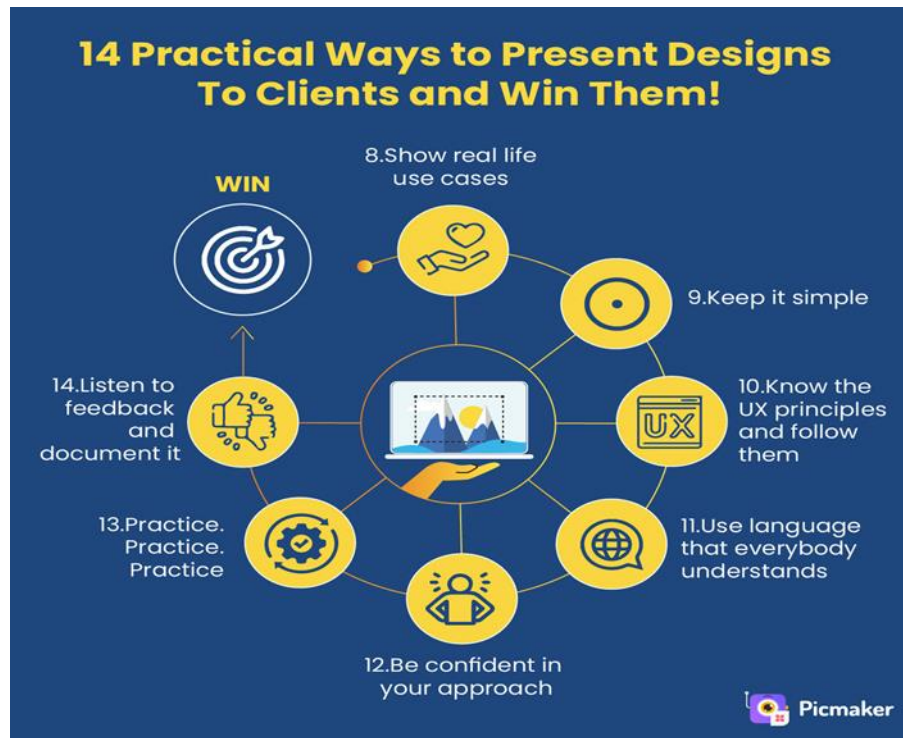 14 Practical Ways to Present Designs
To Clients and Win Them!
8.Show real life
use cases
WIN
9.Keep it simple
10.Know the
UX principles
and follow
them
UX
11.Use language
that everybody
understands
12.Be confident in
your approach
13.Practice.
Practice.
Practice
14.Listen to
feedback
and
document it
Picmaker